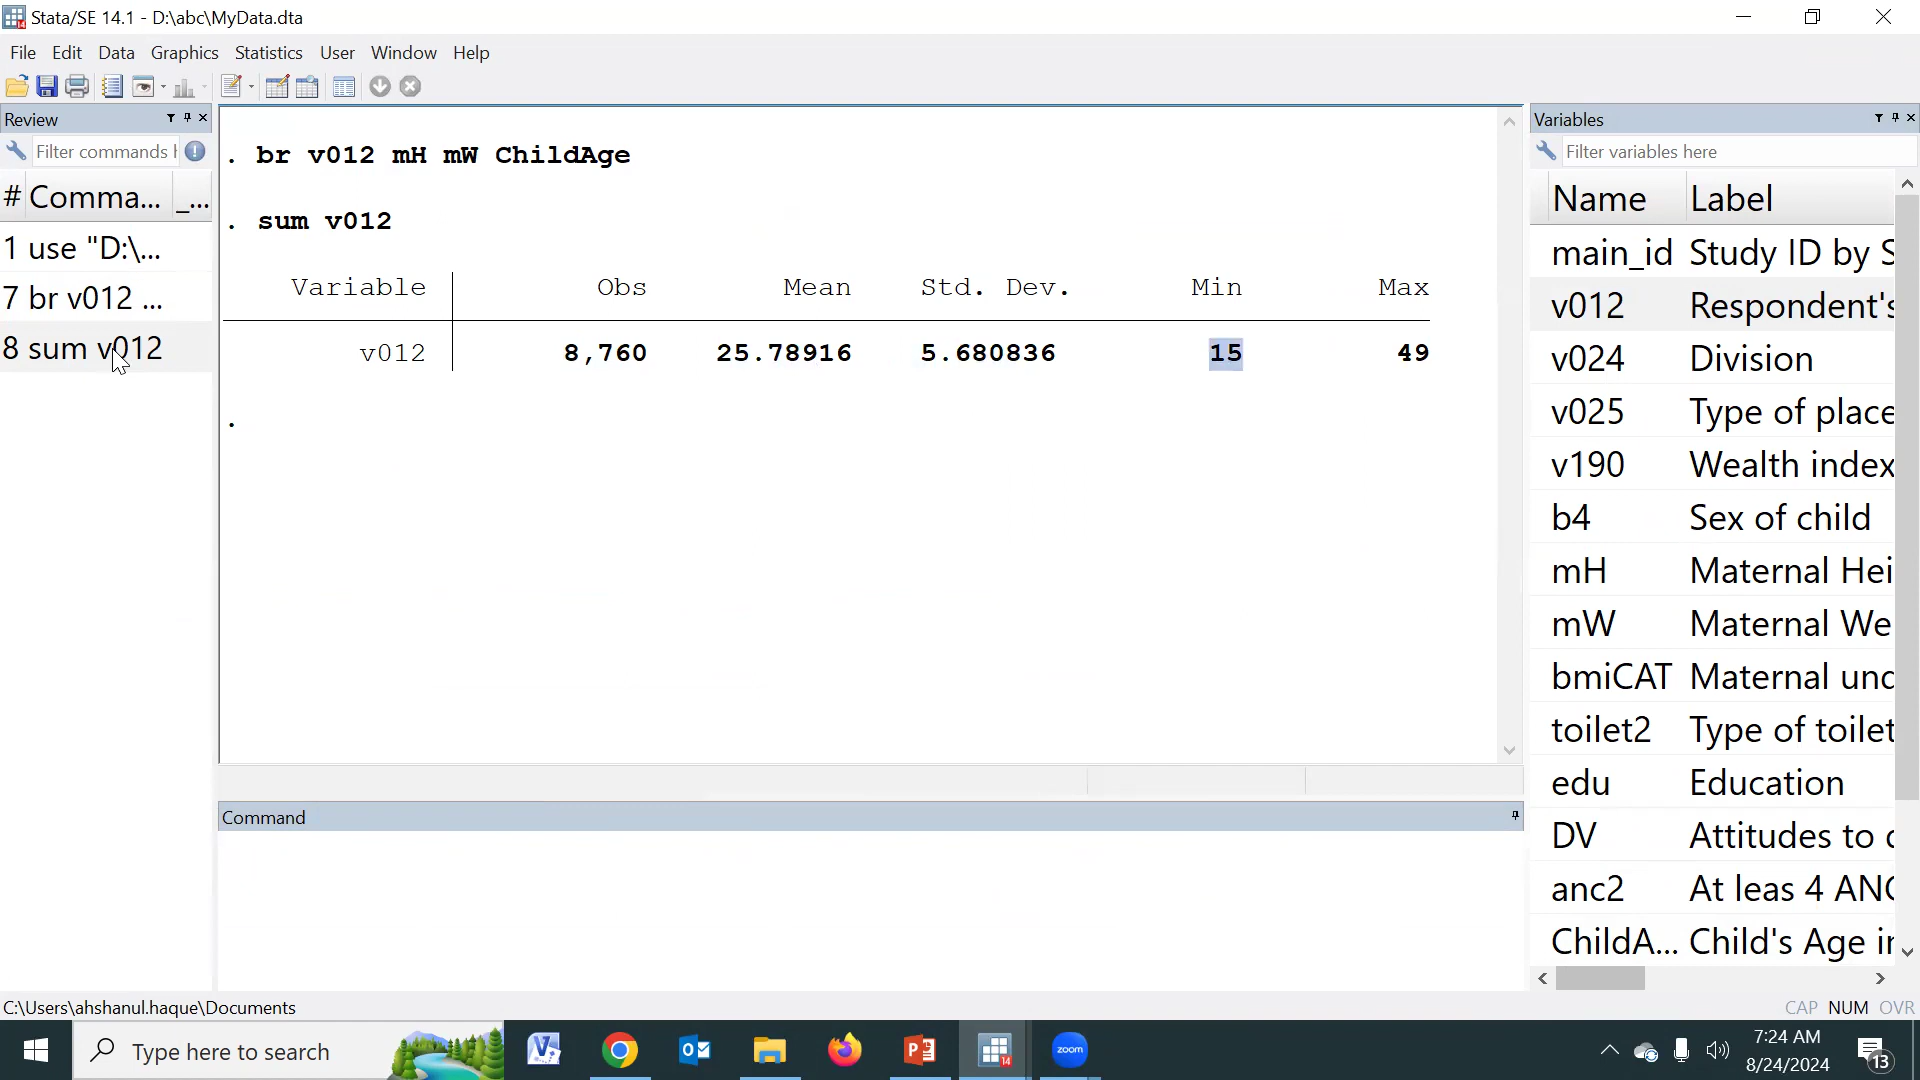 Stata/SE 14.1 - D:\abc\MyData.dta
File Edit Data Graphics Statistics User Window Help
Review
Filter commands h
# Comma... _...
1 use "D:\...
7 br v012 ...
8 sum v012
. br v012 mH mW ChildAge
. sum v012
Variable Obs Mean Std. Dev. Min Max
v012 8,760 25.78916 5.680836 15 49
.
Command
Variables
Filter variables here
Name Label
main_id Study ID by S
v012 Respondent's
v024 Division
v025 Type of place
v190 Wealth index
b4 Sex of child
mH Maternal Hei
mW Maternal We
bmiCAT Maternal und
toilet2 Type of toilet
edu Education
DV Attitudes to d
anc2 At leas 4 ANC
ChildA... Child's Age in
C:\Users\ahshanul.haque\Documents
CAP NUM OVR
Type here to search
zoom
7:24 AM
8/24/2024
13